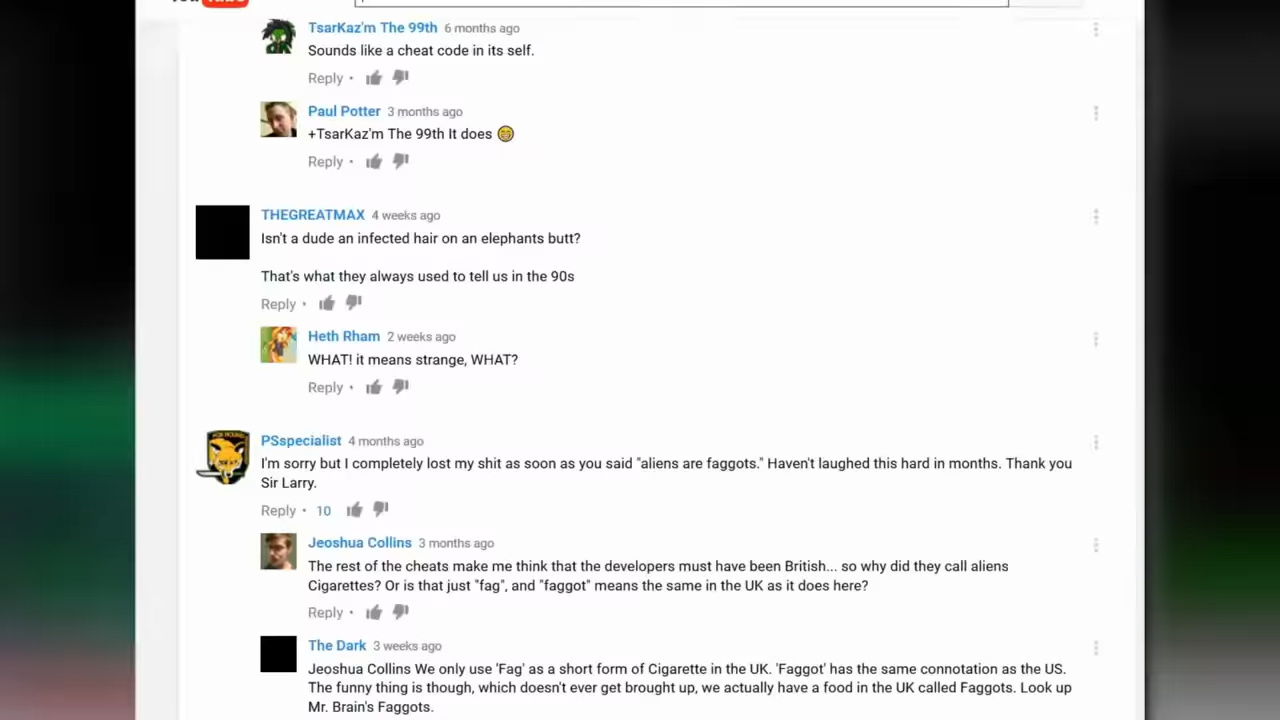 You Tube
TsarKaz'm The 99th 6 months ago
Sounds like a cheat code in its self.
Reply •
Paul Potter 3 months ago
+TsarKaz'm The 99th It does 😁
Reply •
THEGREATMAX 4 weeks ago
Isn't a dude an infected hair on an elephants butt?
That's what they always used to tell us in the 90s
Reply •
Heth Rham 2 weeks ago
WHAT! it means strange, WHAT?
Reply •
PSspecialist 4 months ago
I'm sorry but I completely lost my shit as soon as you said "aliens are faggots." Haven't laughed this hard in months. Thank you
Sir Larry.
Reply • 10
Jeoshua Collins 3 months ago
The rest of the cheats make me think that the developers must have been British... so why did they call aliens
Cigarettes? Or is that just "fag", and "faggot" means the same in the UK as it does here?
Reply •
The Dark 3 weeks ago
Jeoshua Collins We only use 'Fag' as a short form of Cigarette in the UK. 'Faggot' has the same connotation as the US.
The funny thing is though, which doesn't ever get brought up, we actually have a food in the UK called Faggots. Look up
Mr. Brain's Faggots.